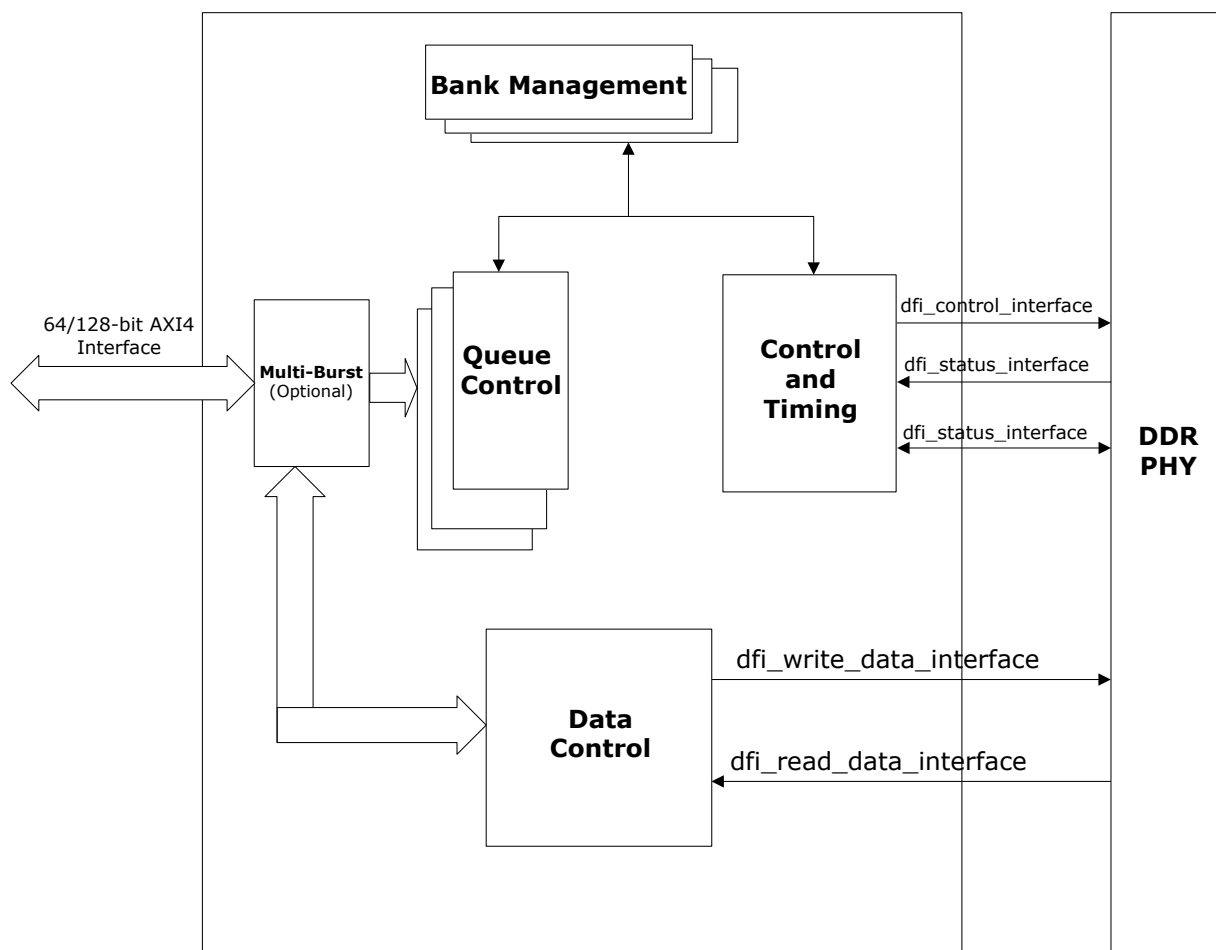 Bank Management
64/128-bit AXI4
Interface
Multi-Burst
(Optional)
Queue
Control
Control
and
Timing
dfi_control_interface
dfi_status_interface
dfi_status_interface
DDR
PHY
Data
Control
dfi_write_data_interface
dfi_read_data_interface